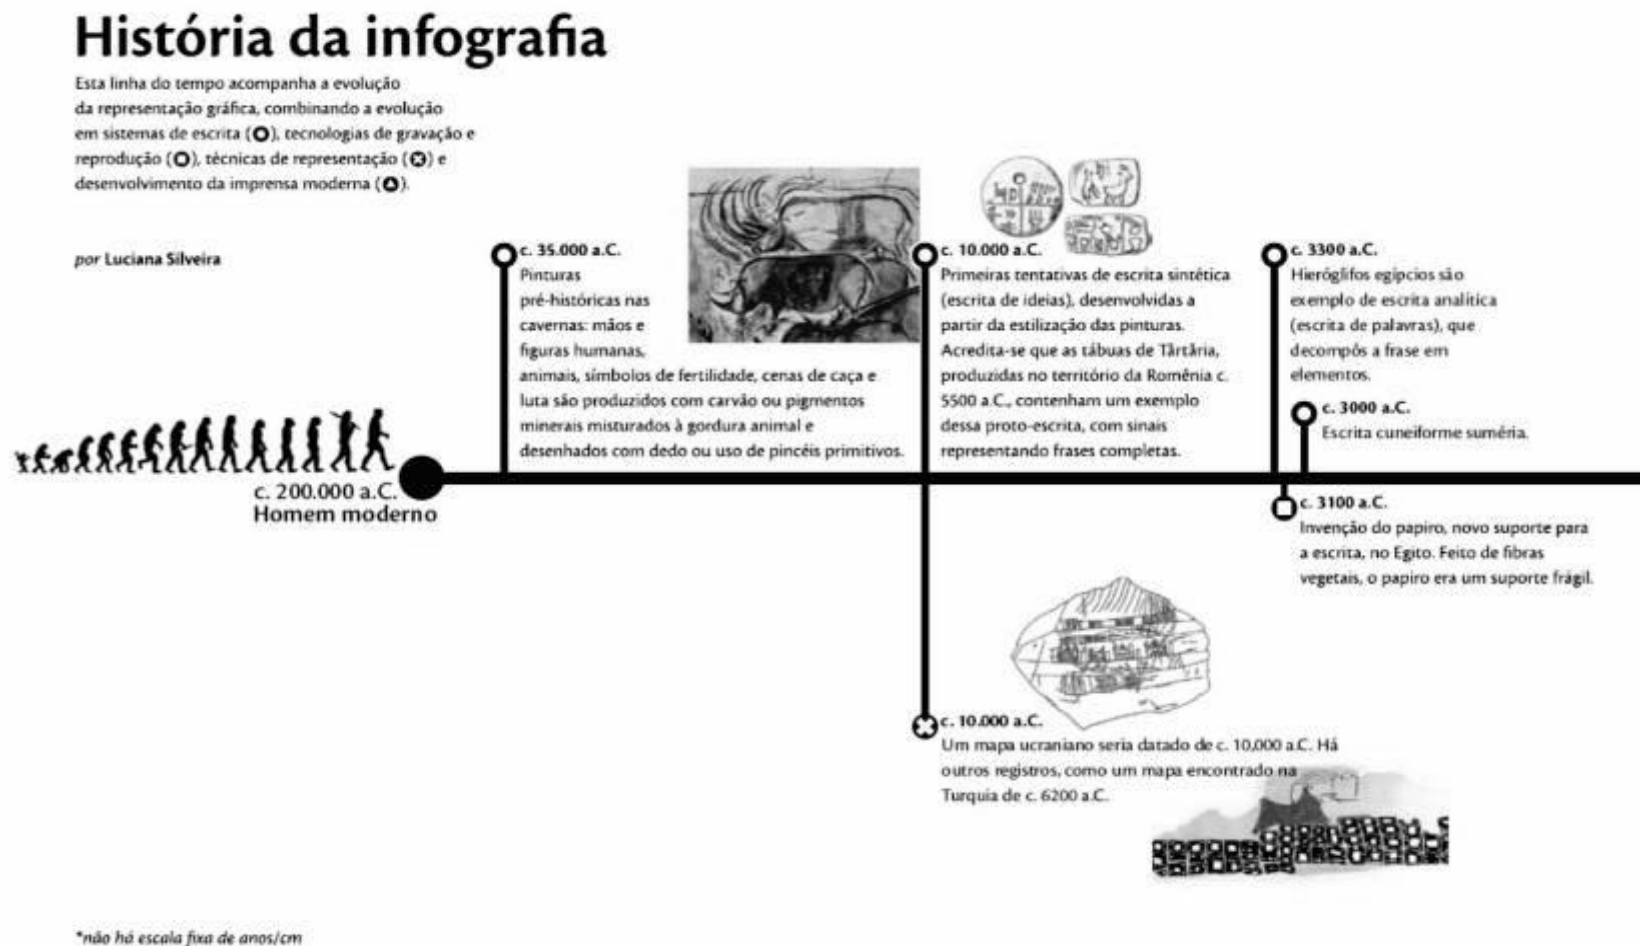 História da infografia
Esta linha do tempo acompanha a evolução
da representação gráfica, combinando a evolução
em sistemas de escrita (), tecnologias de gravação e
reprodução (), técnicas de representação () e
desenvolvimento da imprensa moderna ().
por Luciana Silveira
c. 200.000 a.C.
Homem moderno
c. 35.000 a.C.
Pinturas
pré-históricas nas
cavernas: mãos e
figuras humanas,
animais, símbolos de fertilidade, cenas de caça e
luta são produzidos com carvão ou pigmentos
minerais misturados à gordura animal e
desenhados com dedo ou uso de pincéis primitivos.
c. 10.000 a.C.
Primeiras tentativas de escrita sintética
(escrita de ideias), desenvolvidas a
partir da estilização das pinturas.
Acredita-se que as tábuas de Târtăria,
produzidas no território da Romênia c.
5500 a.C., contenham um exemplo
dessa proto-escrita, com sinais
representando frases completas.
c. 3300 a.C.
Hieróglifos egípcios são
exemplo de escrita analítica
(escrita de palavras), que
decompôs a frase em
elementos.
c. 3000 a.C.
Escrita cuneiforme suméria.
c. 3100 a.C.
Invenção do papiro, novo suporte para
a escrita, no Egito. Feito de fibras
vegetais, o papiro era um suporte frágil.
c. 10.000 a.C.
Um mapa ucraniano seria datado de c. 10,000 a.C. Há
outros registros, como um mapa encontrado na
Turquia de c. 6200 a.C.
*não há escala fixa de anos/cm